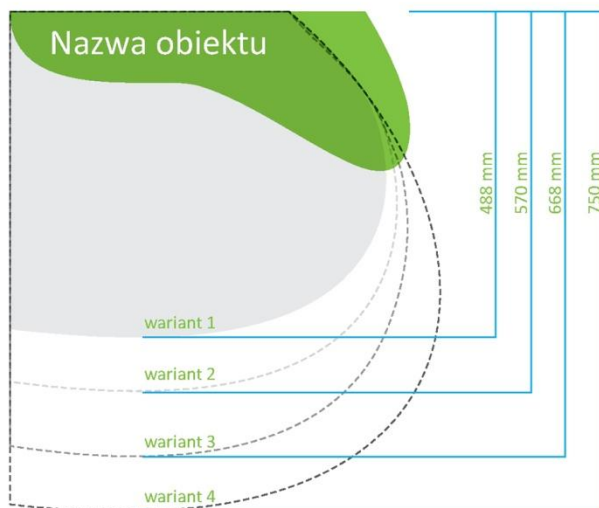 Nazwa obiektu
488 mm
570 mm
668 mm
750 mm
wariant 1
wariant 2
wariant 3
wariant 4